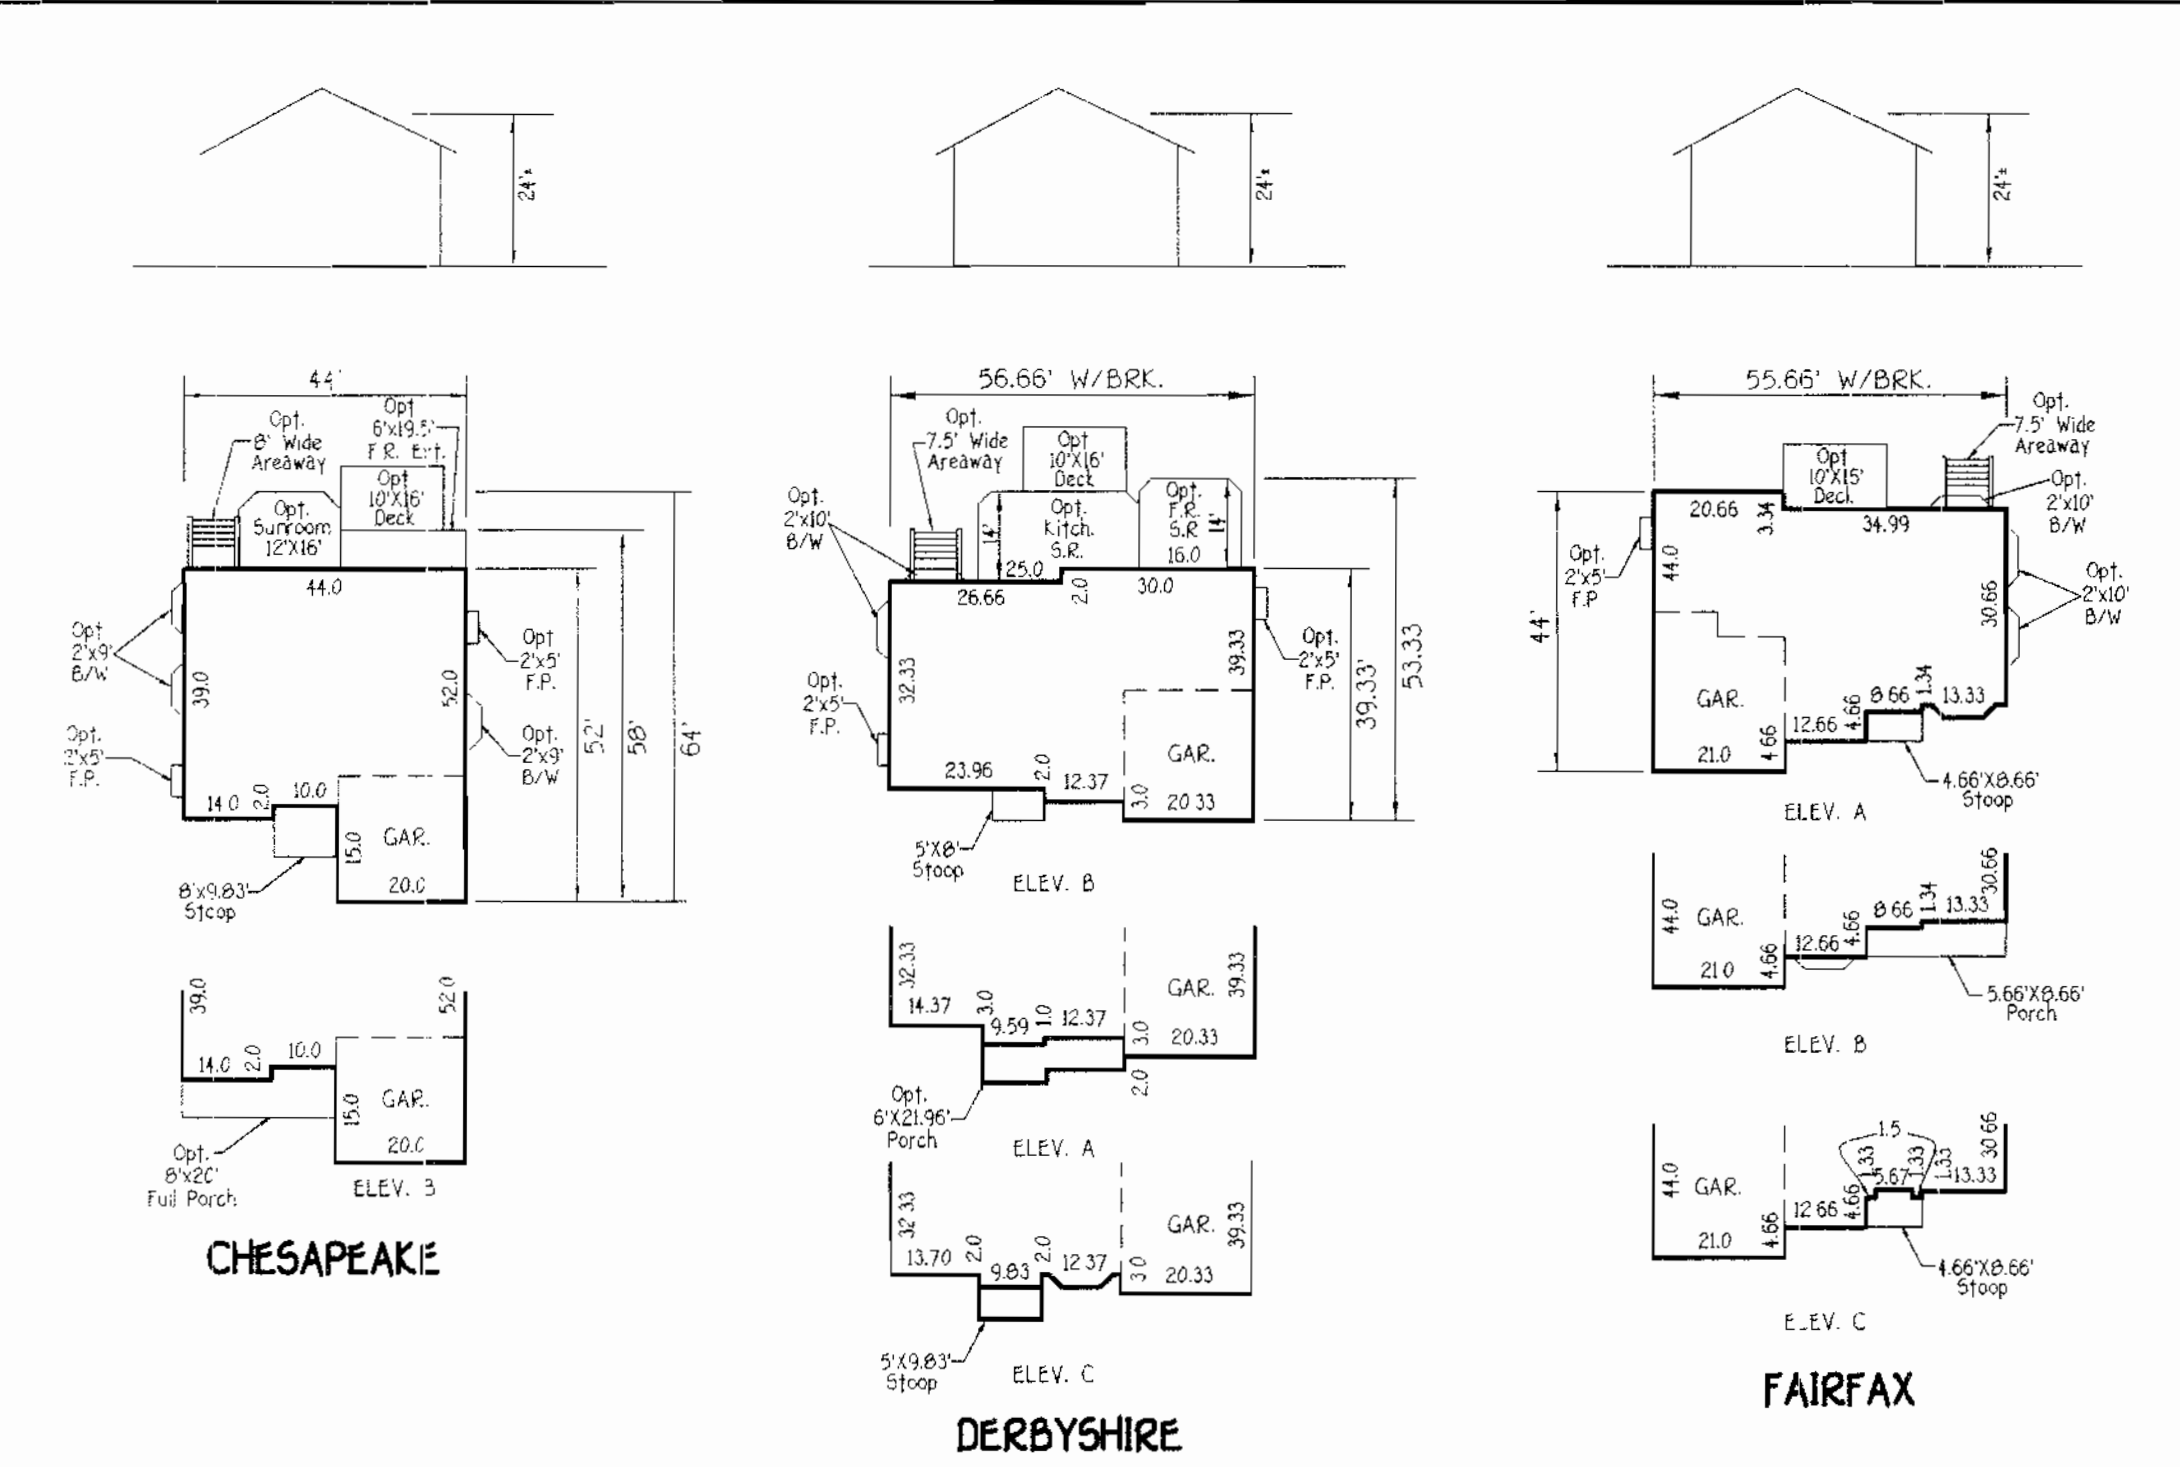 24'±
44'
Opt.
8' Wide
Areaway
Opt
6'x19.5'
F.R. Ext.
Opt
10'X16'
Deck
Opt.
Sunroom
12'X16'
44.0
Opt
2'x9'
B/W
39.0
52.0
Opt
2'x5'
F.P.
Opt.
2'x9'
B/W
Opt.
2'x5'
F.P.
52'
58'
64'
14.0
2.0
10.0
15.0
GAR.
20.0
8'x9.83'
Stoop
39.0
52.0
14.0
2.0
10.0
15.0
GAR.
20.0
Opt.
8'x20'
Full Porch
ELEV. 3
CHESAPEAKE
24'±
56.66' W/BRK.
Opt.
7.5' Wide
Areaway
Opt
10'X16'
Deck
Opt.
2'x10'
B/W
14'
Opt.
Kitch.
S.R.
Opt.
F.R.
S.R
14'
16.0
25.0
26.66
2.0
30.0
32.33
39.33
Opt.
2'x5'
F.P.
Opt.
2'x5'
F.P.
39.33'
53.33
23.96
2.0
12.37
3.0
GAR.
20.33
5'X8'
Stoop
ELEV. B
32.33
14.37
3.0
9.59
1.0
12.37
3.0
GAR.
39.33
20.33
2.0
Opt.
6'X21.96'
Porch
ELEV. A
32.33
13.70
2.0
9.83
2.0
12.37
3.0
GAR.
39.33
20.33
5'X9.83'
Stoop
ELEV. C
DERBYSHIRE
24'±
55.66' W/BRK.
Opt.
7.5' Wide
Areaway
Opt
10'X15'
Deck
Opt.
2'x10'
B/W
20.66
3.34
34.99
Opt.
2'x5'
F.P
44.0
44'
30.66
Opt.
2'x10'
B/W
GAR.
21.0
4.66
12.66
4.66
8.66
1.34
13.33
4.66'X8.66'
Stoop
ELEV. A
44.0
GAR.
21.0
4.66
12.66
4.66
8.66
1.34
13.33
30.66
5.66'X8.66'
Porch
ELEV. B
44.0
GAR.
21.0
4.66
12.66
4.66
1.5
1.33
5.67
1.33
1.33
13.33
30.66
4.66'X8.66'
Stoop
ELEV. C
FAIRFAX